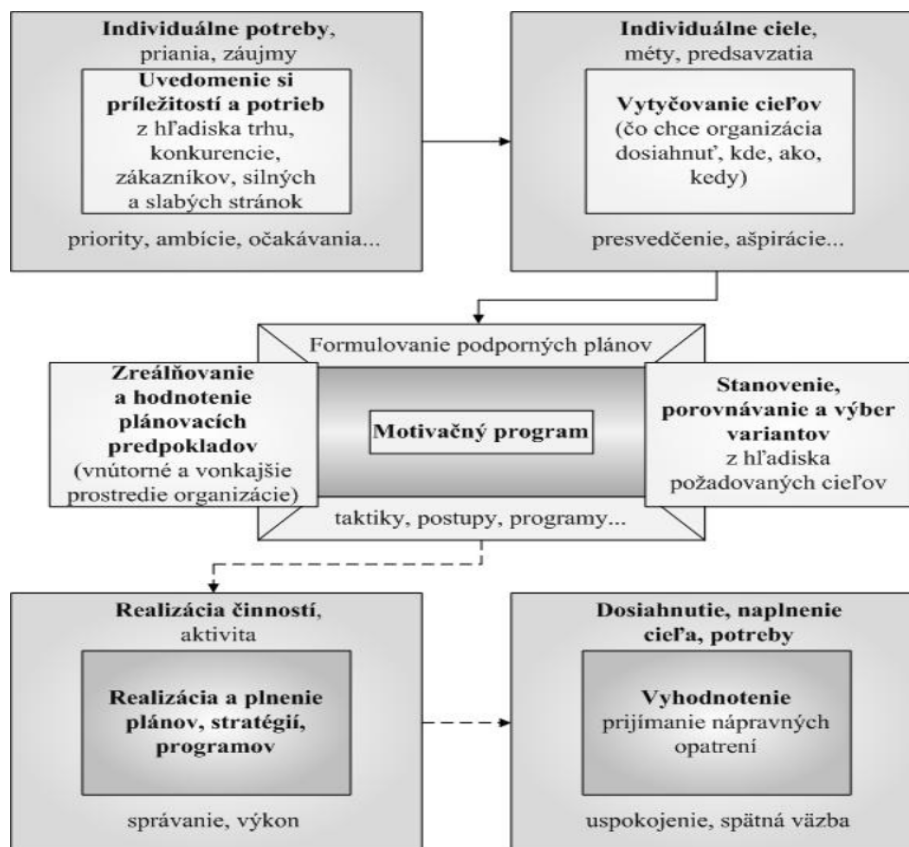 Individuálne potreby,
priania, záujmy
Uvedomenie si
príležitostí a potrieb
z hľadiska trhu,
konkurencie,
zákazníkov, silných
a slabých stránok
priority, ambície, očakávania...
Individuálne ciele,
méty, predsavzatia
Vytyčovanie cieľov
(čo chce organizácia
dosiahnuť, kde, ako,
kedy)
presvedčenie, ašpirácie...
Formulovanie podporných plánov
Zreálňovanie
a hodnotenie
plánovacích
predpokladov
(vnútorné a vonkajšie
prostredie organizácie)
Motivačný program
Stanovenie,
porovnávanie a výber
variantov
z hľadiska
požadovaných cieľov
taktiky, postupy, programy...
Realizácia činností,
aktivita
Realizácia a plnenie
plánov, stratégií,
programov
správanie, výkon
Dosiahnutie, naplnenie
cieľa, potreby
Vyhodnotenie
prijímanie nápravných
opatrení
uspokojenie, spätná väzba